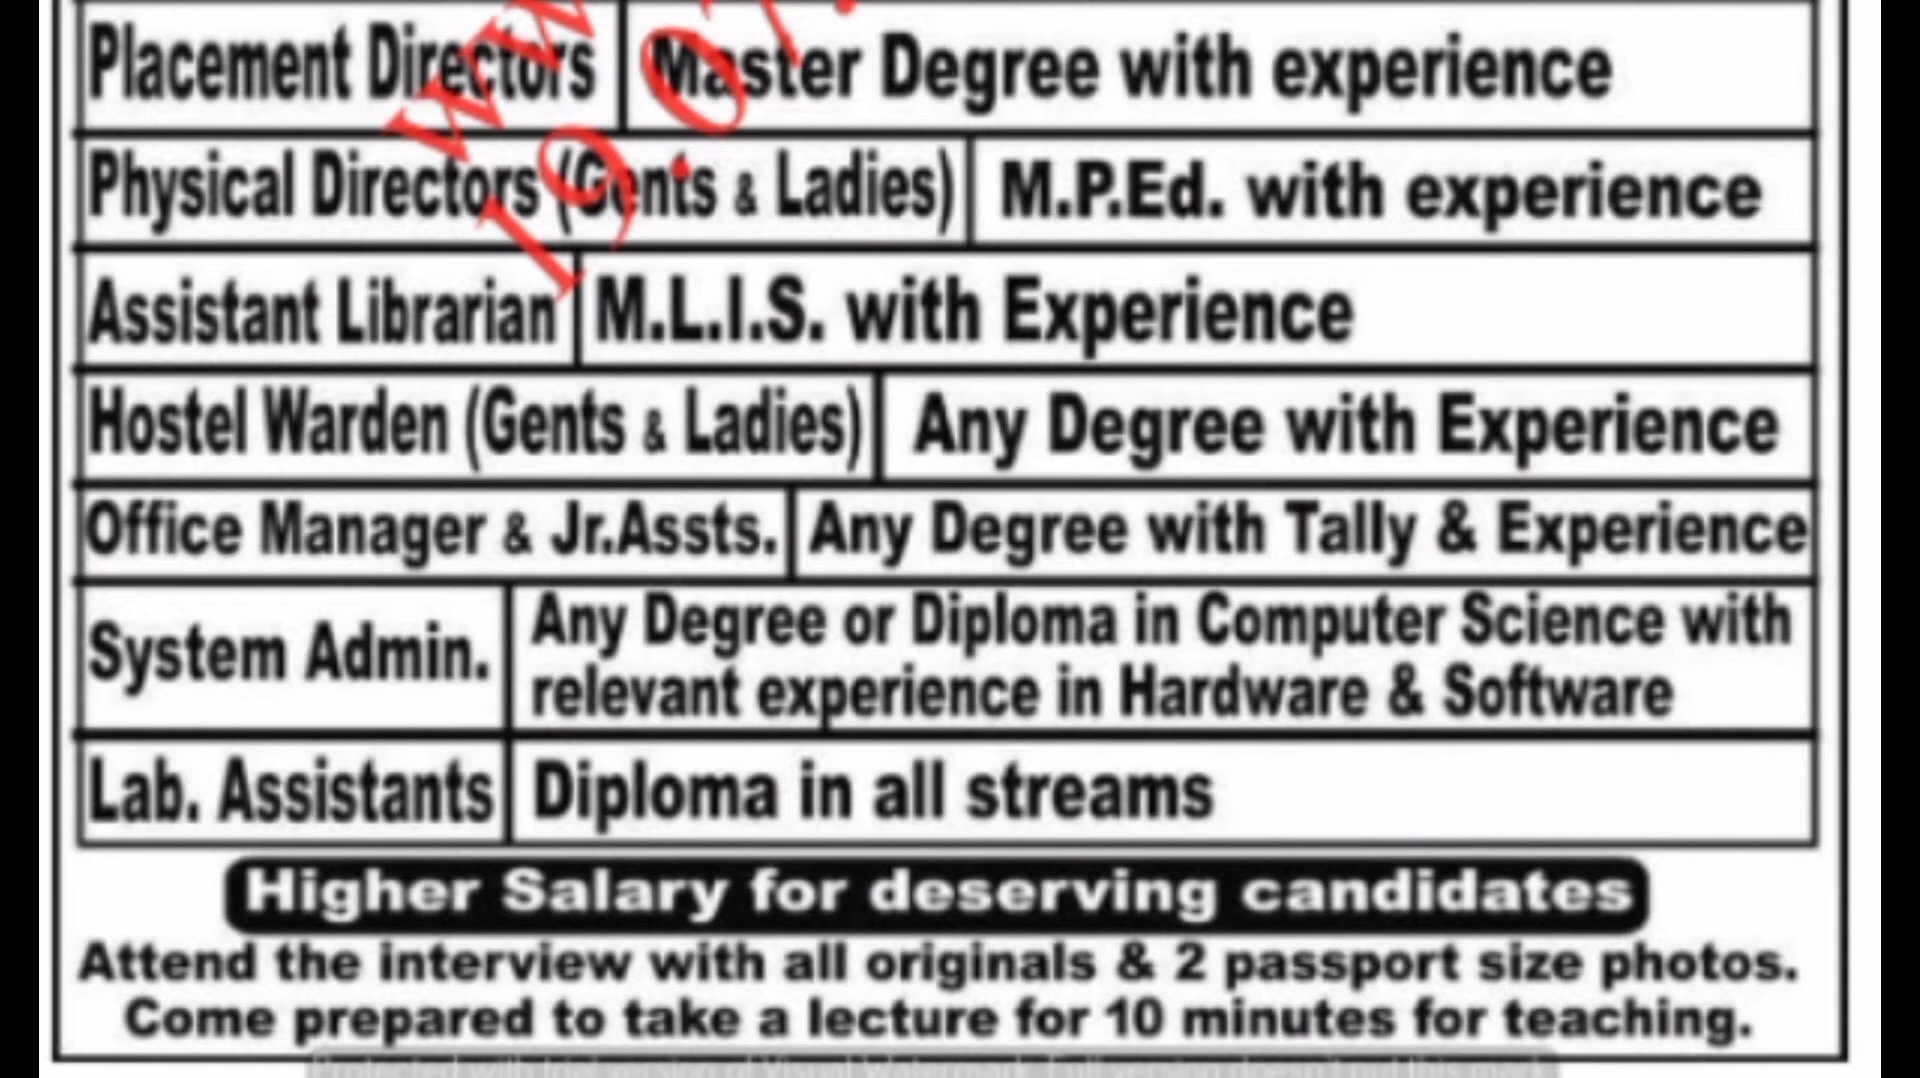 Placement Directors Master Degree with experience
Physical Directors (Gents & Ladies) M.P.Ed. with experience
Assistant Librarian M.L.I.S. with Experience
Hostel Warden (Gents & Ladies) Any Degree with Experience
Office Manager & Jr.Assts. Any Degree with Tally & Experience
System Admin. Any Degree or Diploma in Computer Science with
relevant experience in Hardware & Software
Lab. Assistants Diploma in all streams
Higher Salary for deserving candidates
Attend the interview with all originals & 2 passport size photos.
Come prepared to take a lecture for 10 minutes for teaching.
19.07.